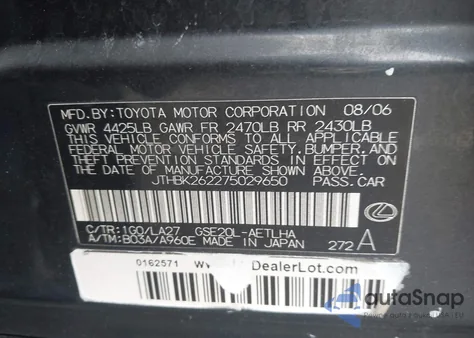 MFD.BY:TOYOTA MOTOR CORPORATION 08/06
GVWR 4425LB GAWR FR 2470LB RR 2430LB
THIS VEHICLE CONFORMS TO ALL APPLICABLE
FEDERAL MOTOR VEHICLE SAFETY,BUMPER,AND THEFT
PREVENTION STANDARDS IN EFFECT ON
THE DATE OF MANUFACTURE SHOWN ABOVE.
JTHBK262275029650 PASS.CAR
C/TR:1G0/LA27 GSE20L-AETLHA
A/TM:B03A/A960E MADE IN JAPAN 272 A
0162571 DealerLot.com
autoSnap